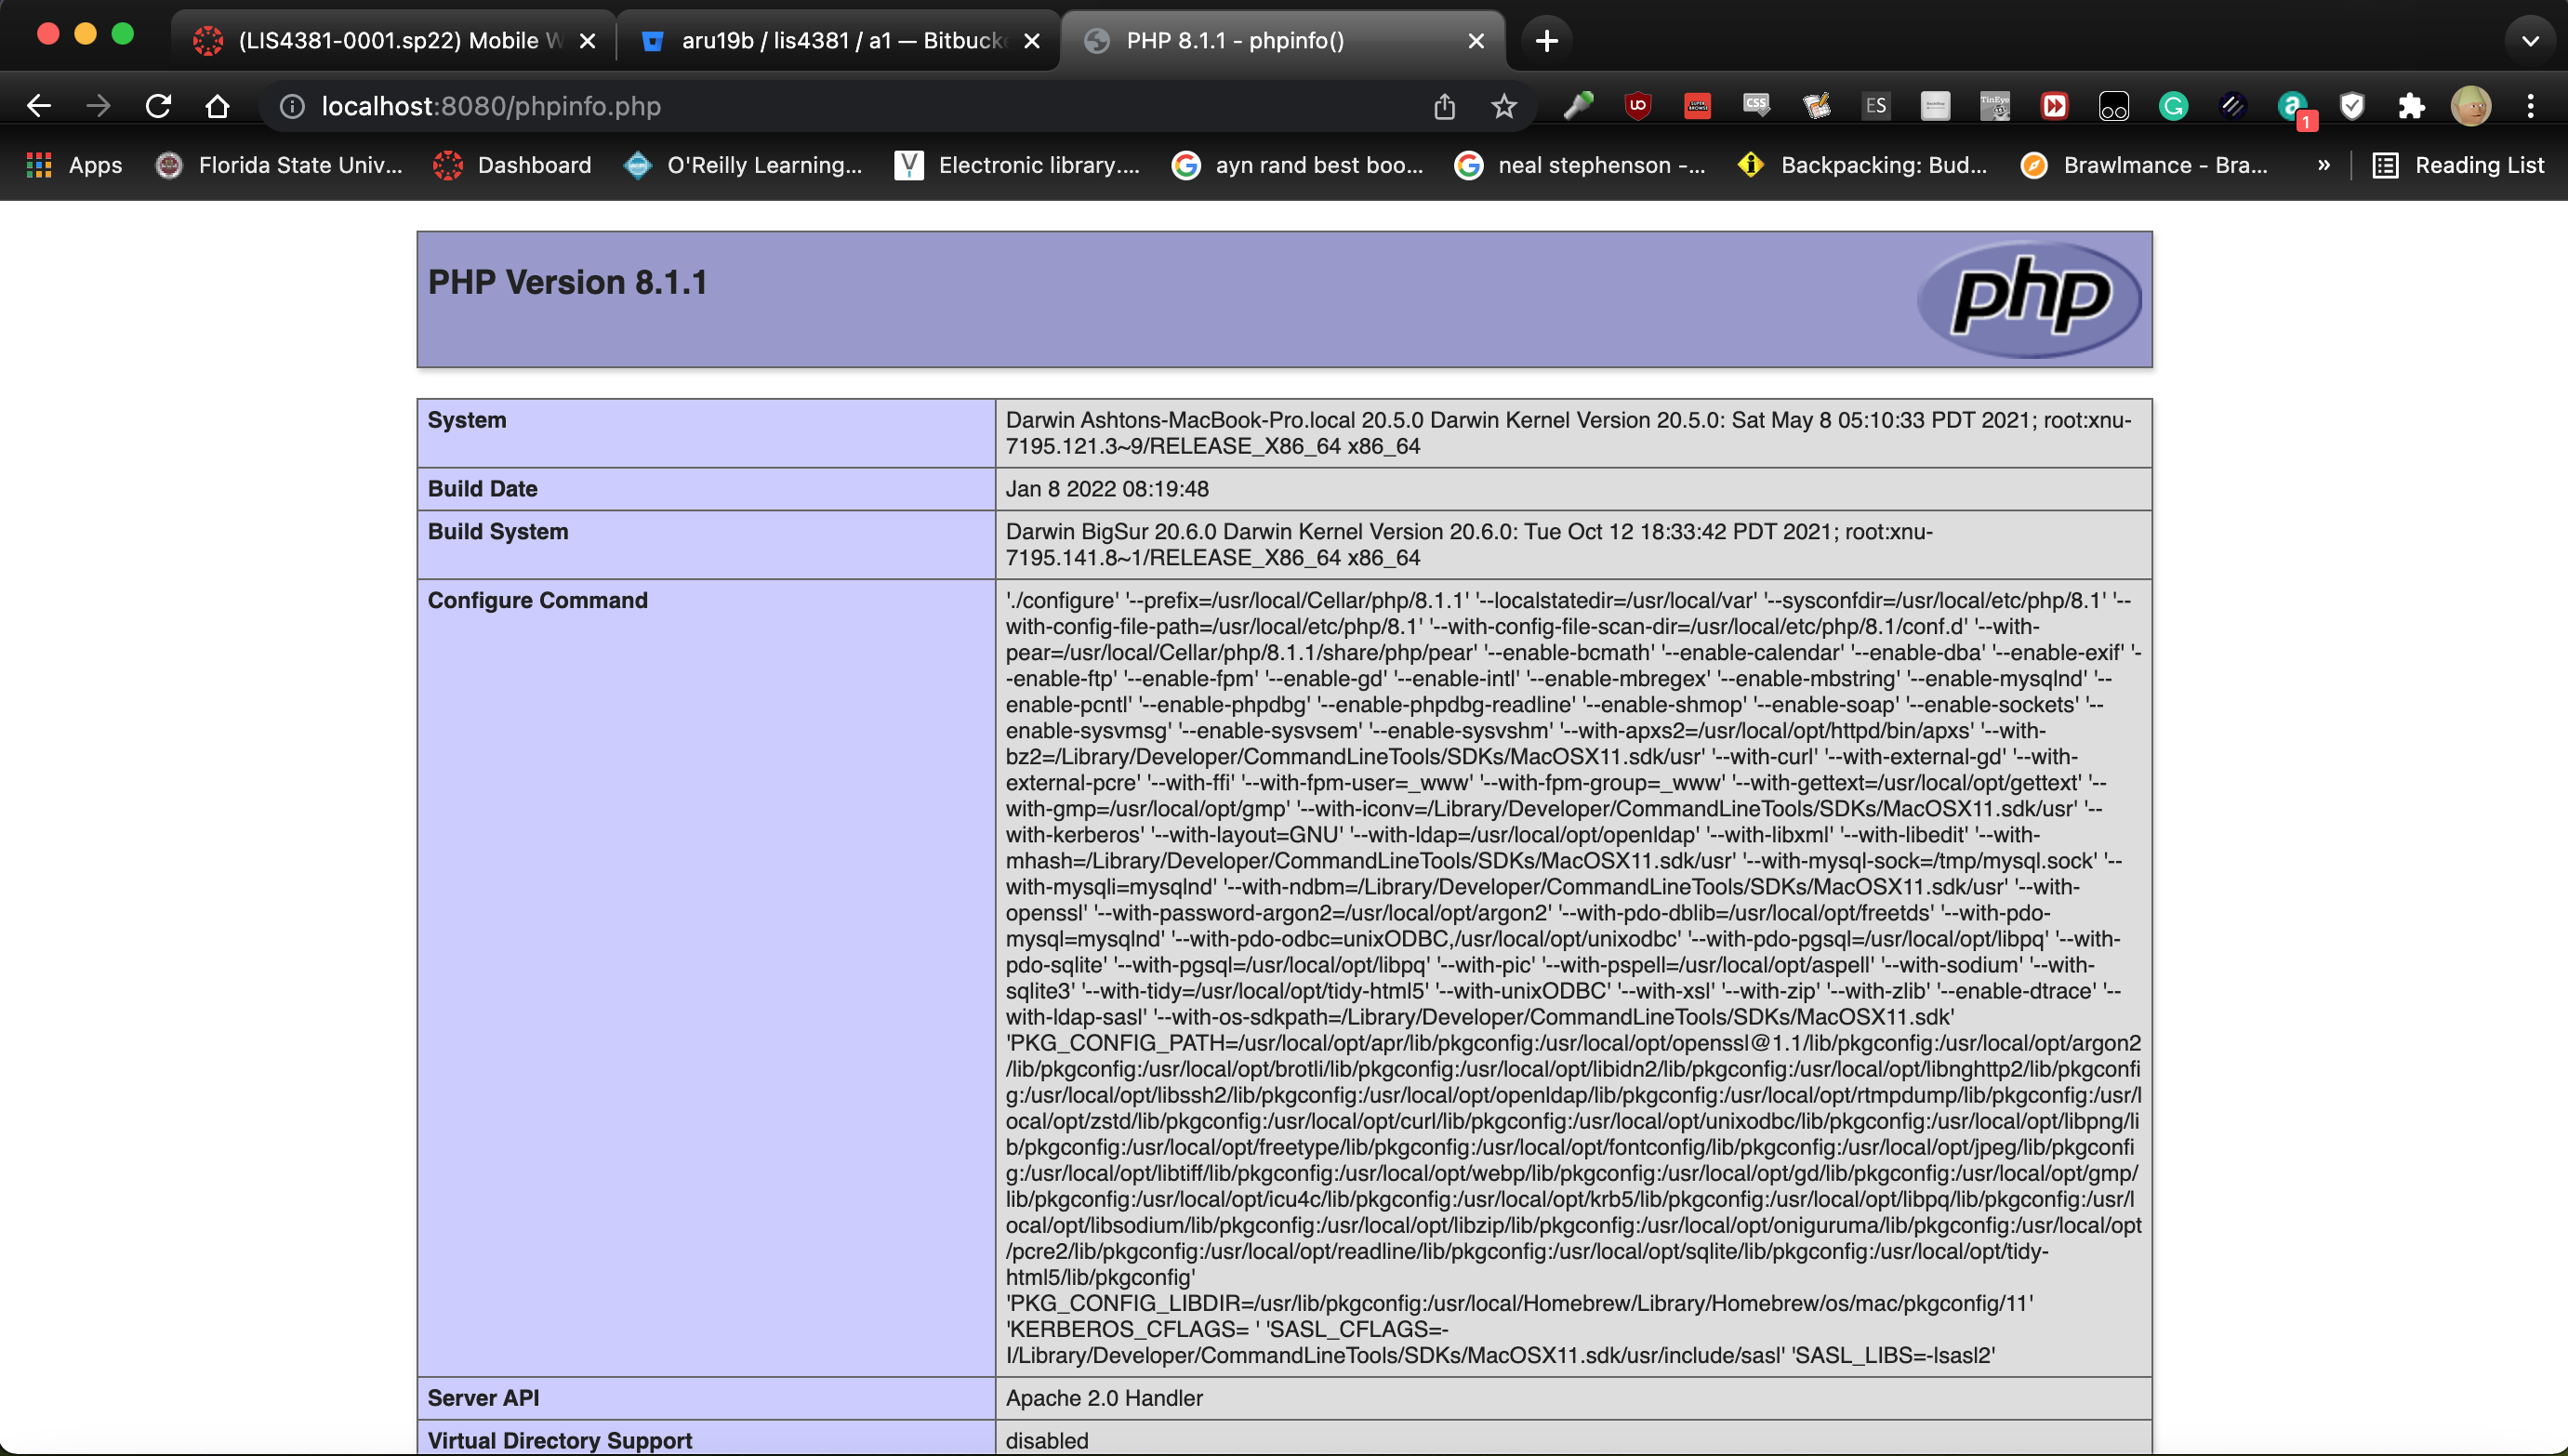 (LIS4381-0001.sp22) Mobile W
aru19b / lis4381 / a1 — Bitbuck
PHP 8.1.1 - phpinfo()
localhost:8080/phpinfo.php
CSS
ES
TinEye
1
Apps
Florida State Univ...
Dashboard
O'Reilly Learning...
Electronic library....
ayn rand best boo...
neal stephenson -...
Backpacking: Bud...
Brawlmance - Bra...
»
Reading List
PHP Version 8.1.1
php
System
Darwin Ashtons-MacBook-Pro.local 20.5.0 Darwin Kernel Version 20.5.0: Sat May 8 05:10:33 PDT 2021; root:xnu-
7195.121.3~9/RELEASE_X86_64 x86_64
Build Date
Jan 8 2022 08:19:48
Build System
Darwin BigSur 20.6.0 Darwin Kernel Version 20.6.0: Tue Oct 12 18:33:42 PDT 2021; root:xnu-
7195.141.8~1/RELEASE_X86_64 x86_64
Configure Command
'./configure' '--prefix=/usr/local/Cellar/php/8.1.1' '--localstatedir=/usr/local/var' '--sysconfdir=/usr/local/etc/php/8.1' '--
with-config-file-path=/usr/local/etc/php/8.1' '--with-config-file-scan-dir=/usr/local/etc/php/8.1/conf.d' '--with-
pear=/usr/local/Cellar/php/8.1.1/share/php/pear' '--enable-bcmath' '--enable-calendar' '--enable-dba' '--enable-exif' '-
-enable-ftp' '--enable-fpm' '--enable-gd' '--enable-intl' '--enable-mbregex' '--enable-mbstring' '--enable-mysqlnd' '--
enable-pcntl' '--enable-phpdbg' '--enable-phpdbg-readline' '--enable-shmop' '--enable-soap' '--enable-sockets' '--
enable-sysvmsg' '--enable-sysvsem' '--enable-sysvshm' '--with-apxs2=/usr/local/opt/httpd/bin/apxs' '--with-
bz2=/Library/Developer/CommandLineTools/SDKs/MacOSX11.sdk/usr' '--with-curl' '--with-external-gd' '--with-
external-pcre' '--with-ffi' '--with-fpm-user=_www' '--with-fpm-group=_www' '--with-gettext=/usr/local/opt/gettext' '--
with-gmp=/usr/local/opt/gmp' '--with-iconv=/Library/Developer/CommandLineTools/SDKs/MacOSX11.sdk/usr' '--
with-kerberos' '--with-layout=GNU' '--with-ldap=/usr/local/opt/openldap' '--with-libxml' '--with-libedit' '--with-
mhash=/Library/Developer/CommandLineTools/SDKs/MacOSX11.sdk/usr' '--with-mysql-sock=/tmp/mysql.sock' '--
with-mysqli=mysqlnd' '--with-ndbm=/Library/Developer/CommandLineTools/SDKs/MacOSX11.sdk/usr' '--with-
openssl' '--with-password-argon2=/usr/local/opt/argon2' '--with-pdo-dblib=/usr/local/opt/freetds' '--with-pdo-
mysql=mysqlnd' '--with-pdo-odbc=unixODBC,/usr/local/opt/unixodbc' '--with-pdo-pgsql=/usr/local/opt/libpq' '--with-
pdo-sqlite' '--with-pgsql=/usr/local/opt/libpq' '--with-pic' '--with-pspell=/usr/local/opt/aspell' '--with-sodium' '--with-
sqlite3' '--with-tidy=/usr/local/opt/tidy-html5' '--with-unixODBC' '--with-xsl' '--with-zip' '--with-zlib' '--enable-dtrace' '--
with-ldap-sasl' '--with-os-sdkpath=/Library/Developer/CommandLineTools/SDKs/MacOSX11.sdk'
'PKG_CONFIG_PATH=/usr/local/opt/apr/lib/pkgconfig:/usr/local/opt/openssl@1.1/lib/pkgconfig:/usr/local/opt/argon2
/lib/pkgconfig:/usr/local/opt/brotli/lib/pkgconfig:/usr/local/opt/libidn2/lib/pkgconfig:/usr/local/opt/libnghttp2/lib/pkgconfi
g:/usr/local/opt/libssh2/lib/pkgconfig:/usr/local/opt/openldap/lib/pkgconfig:/usr/local/opt/rtmpdump/lib/pkgconfig:/usr/l
ocal/opt/zstd/lib/pkgconfig:/usr/local/opt/curl/lib/pkgconfig:/usr/local/opt/unixodbc/lib/pkgconfig:/usr/local/opt/libpng/li
b/pkgconfig:/usr/local/opt/freetype/lib/pkgconfig:/usr/local/opt/fontconfig/lib/pkgconfig:/usr/local/opt/jpeg/lib/pkgconfi
g:/usr/local/opt/libtiff/lib/pkgconfig:/usr/local/opt/webp/lib/pkgconfig:/usr/local/opt/gd/lib/pkgconfig:/usr/local/opt/gmp/
lib/pkgconfig:/usr/local/opt/icu4c/lib/pkgconfig:/usr/local/opt/krb5/lib/pkgconfig:/usr/local/opt/libpq/lib/pkgconfig:/usr/l
ocal/opt/libsodium/lib/pkgconfig:/usr/local/opt/libzip/lib/pkgconfig:/usr/local/opt/oniguruma/lib/pkgconfig:/usr/local/opt
/pcre2/lib/pkgconfig:/usr/local/opt/readline/lib/pkgconfig:/usr/local/opt/sqlite/lib/pkgconfig:/usr/local/opt/tidy-
html5/lib/pkgconfig'
'PKG_CONFIG_LIBDIR=/usr/lib/pkgconfig:/usr/local/Homebrew/Library/Homebrew/os/mac/pkgconfig/11'
'KERBEROS_CFLAGS= ' 'SASL_CFLAGS=-
I/Library/Developer/CommandLineTools/SDKs/MacOSX11.sdk/usr/include/sasl' 'SASL_LIBS=-lsasl2'
Server API
Apache 2.0 Handler
Virtual Directory Support
disabled